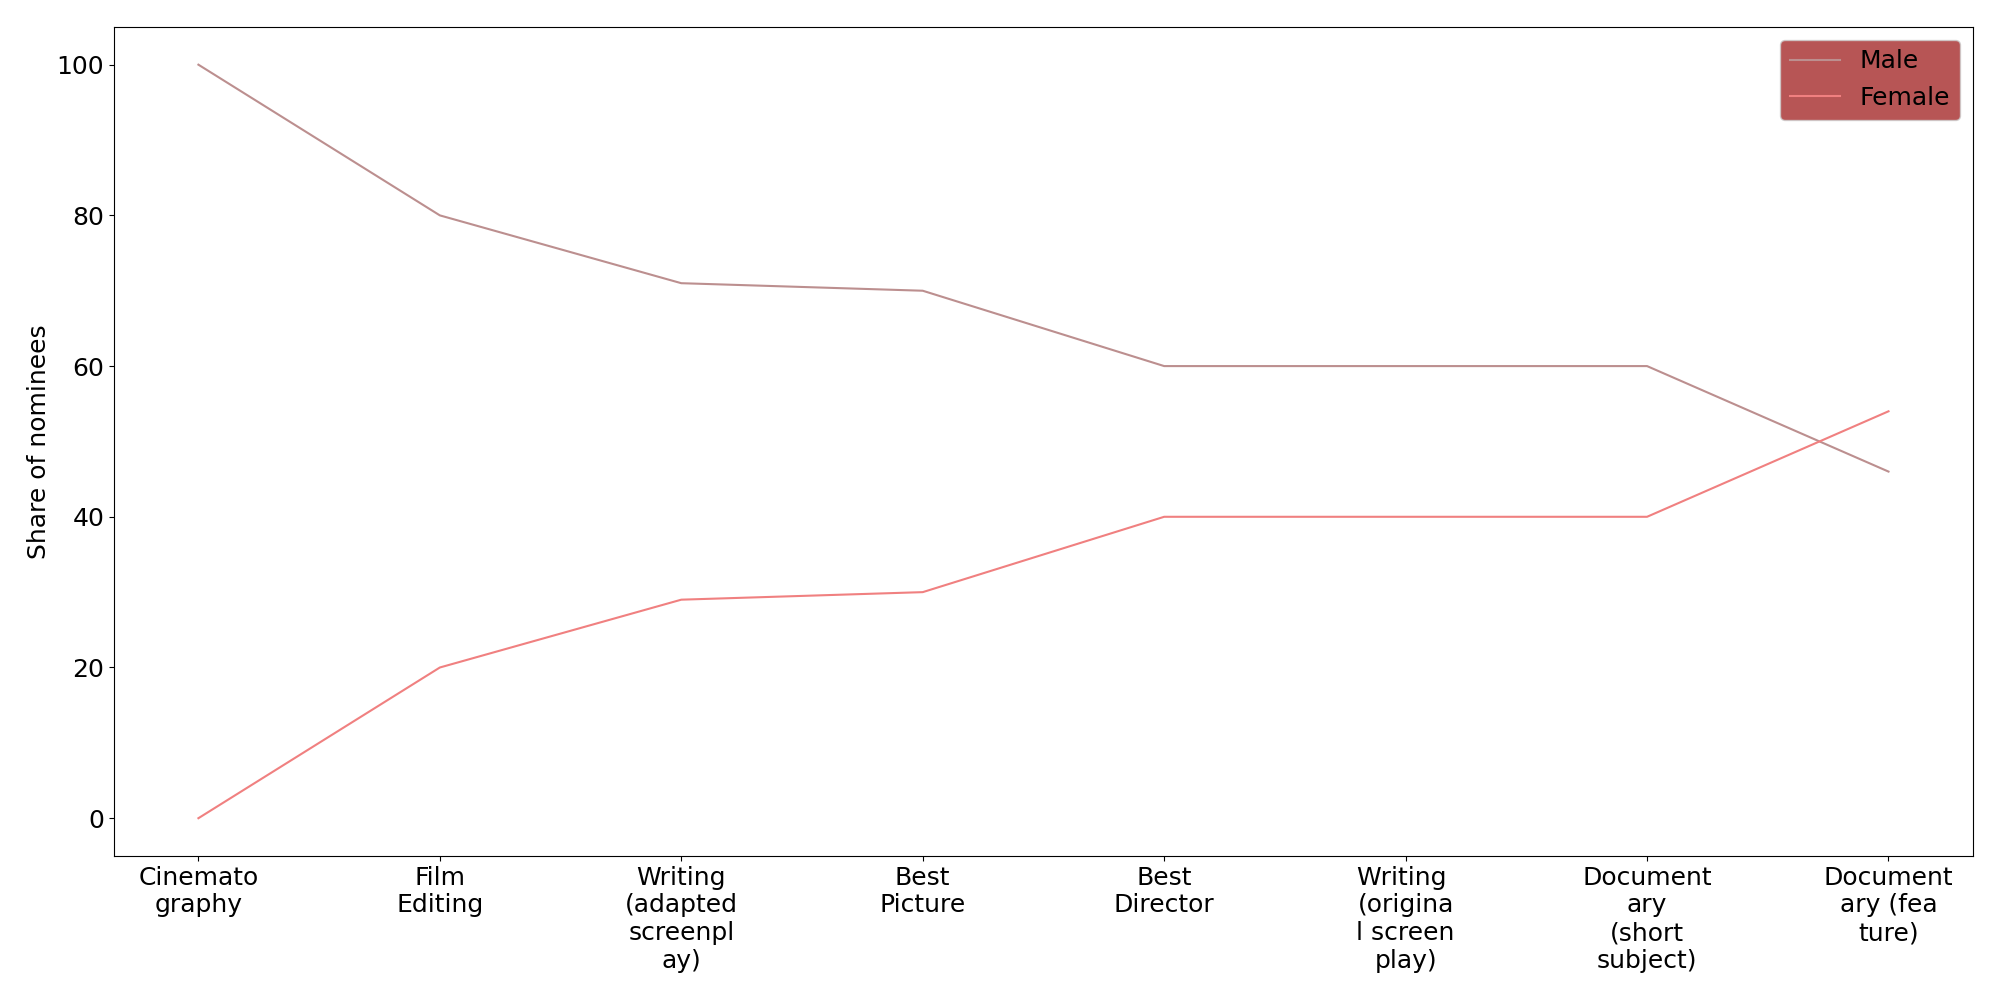 Male
Female
Share of nominees
100
80
60
40
20
0
Cinemato
graphy
Film
Editing
Writing
(adapted
screenpl
ay)
Best
Picture
Best
Director
Writing
(origina
l screen
play)
Document
ary
(short
subject)
Document
ary (fea
ture)